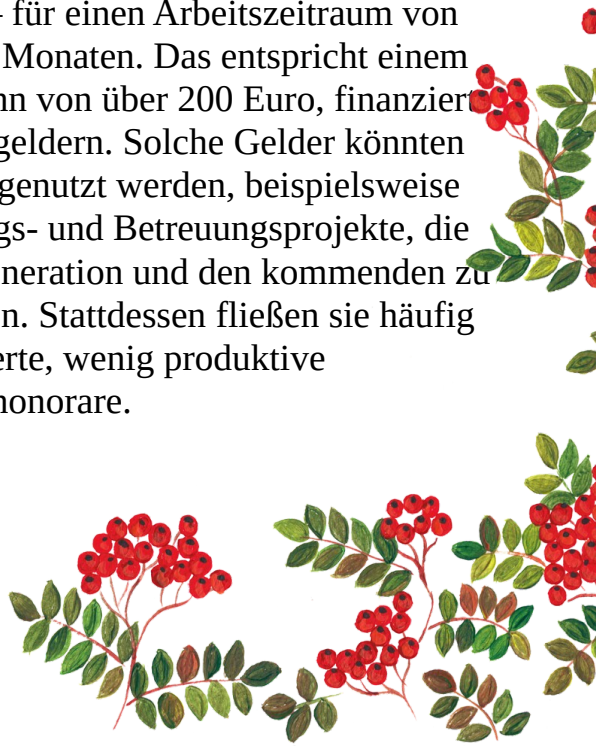 - für einen Arbeitszeitraum von
Monaten. Das entspricht einem
nn von über 200 Euro, finanziert
geldern. Solche Gelder könnten
genutzt werden, beispielsweise
gs- und Betreuungsprojekte, die
neration und den kommenden zu
n. Stattdessen fließen sie häufig
erte, wenig produktive
honorare.